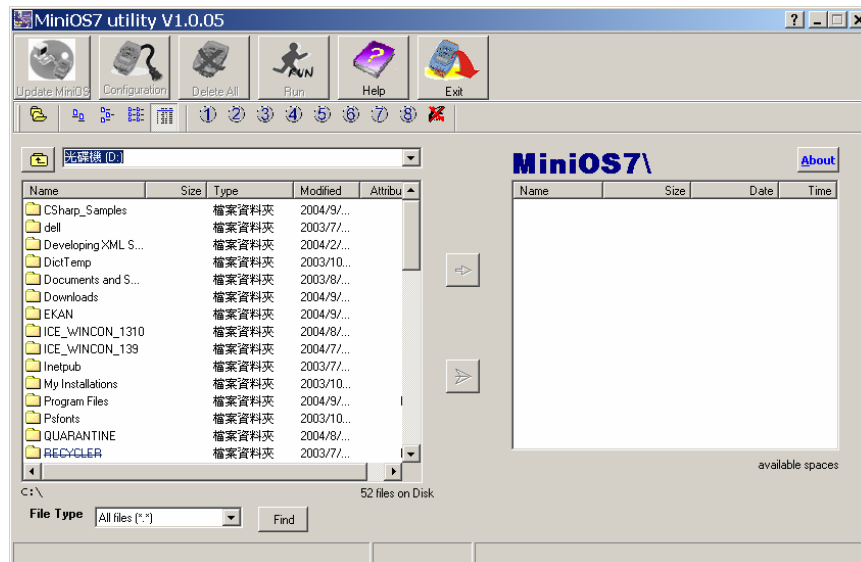 MiniOS7 utility V1.0.05
Update MiniOS
Configuration
Delete All
Run
Help
Exit
1 2 3 4 5 6 7 8
光碟機 (D:)
MiniOS7\
About
Name Size Type Modified Attribu
Name Size Date Time
CSharp_Samples 檔案資料夾 2004/9/...
dell 檔案資料夾 2003/7/...
Developing XML S... 檔案資料夾 2004/2/...
DictTemp 檔案資料夾 2003/10...
Documents and S... 檔案資料夾 2003/8/...
Downloads 檔案資料夾 2004/9/...
EKAN 檔案資料夾 2004/9/...
ICE_WINCON_1310 檔案資料夾 2004/8/...
ICE_WINCON_139 檔案資料夾 2004/7/...
Inetpub 檔案資料夾 2003/7/...
My Installations 檔案資料夾 2003/10...
Program Files 檔案資料夾 2004/9/...
Psfonts 檔案資料夾 2003/10...
QUARANTINE 檔案資料夾 2004/8/...
RECYCLER 檔案資料夾 2003/7/...
available spaces
C:\ 52 files on Disk
File Type All files (*.*) Find